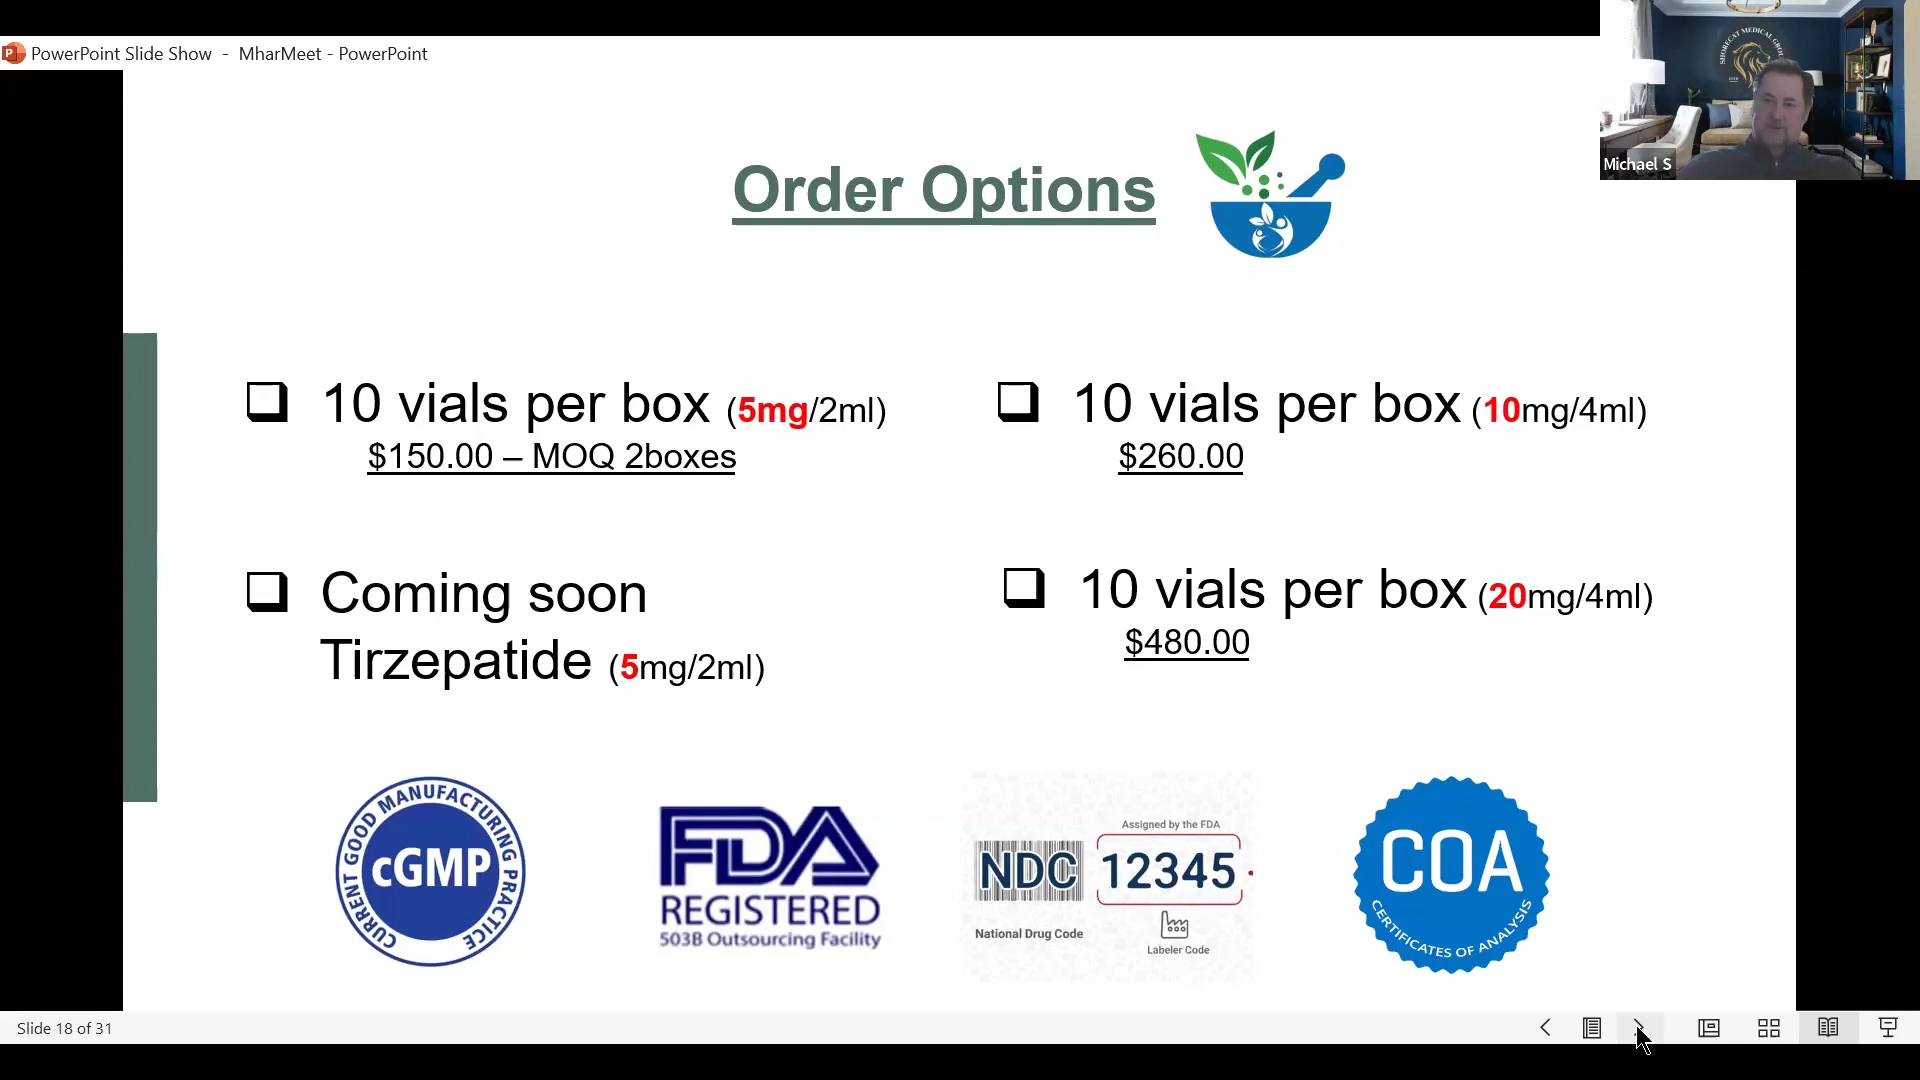 PowerPoint Slide Show - MharMeet - PowerPoint
SHORECAT MEDICAL GROUP
Michael S
Order Options
10 vials per box (5mg/2ml)
$150.00 – MOQ 2boxes
10 vials per box (10mg/4ml)
$260.00
Coming soon
Tirzepatide (5mg/2ml)
10 vials per box (20mg/4ml)
$480.00
CURRENT GOOD MANUFACTURING PRACTICE
cGMP
FDA
REGISTERED
503B Outsourcing Facility
Assigned by the FDA
NDC 12345
National Drug Code
Labeler Code
COA
CERTIFICATES OF ANALYSIS
Slide 18 of 31